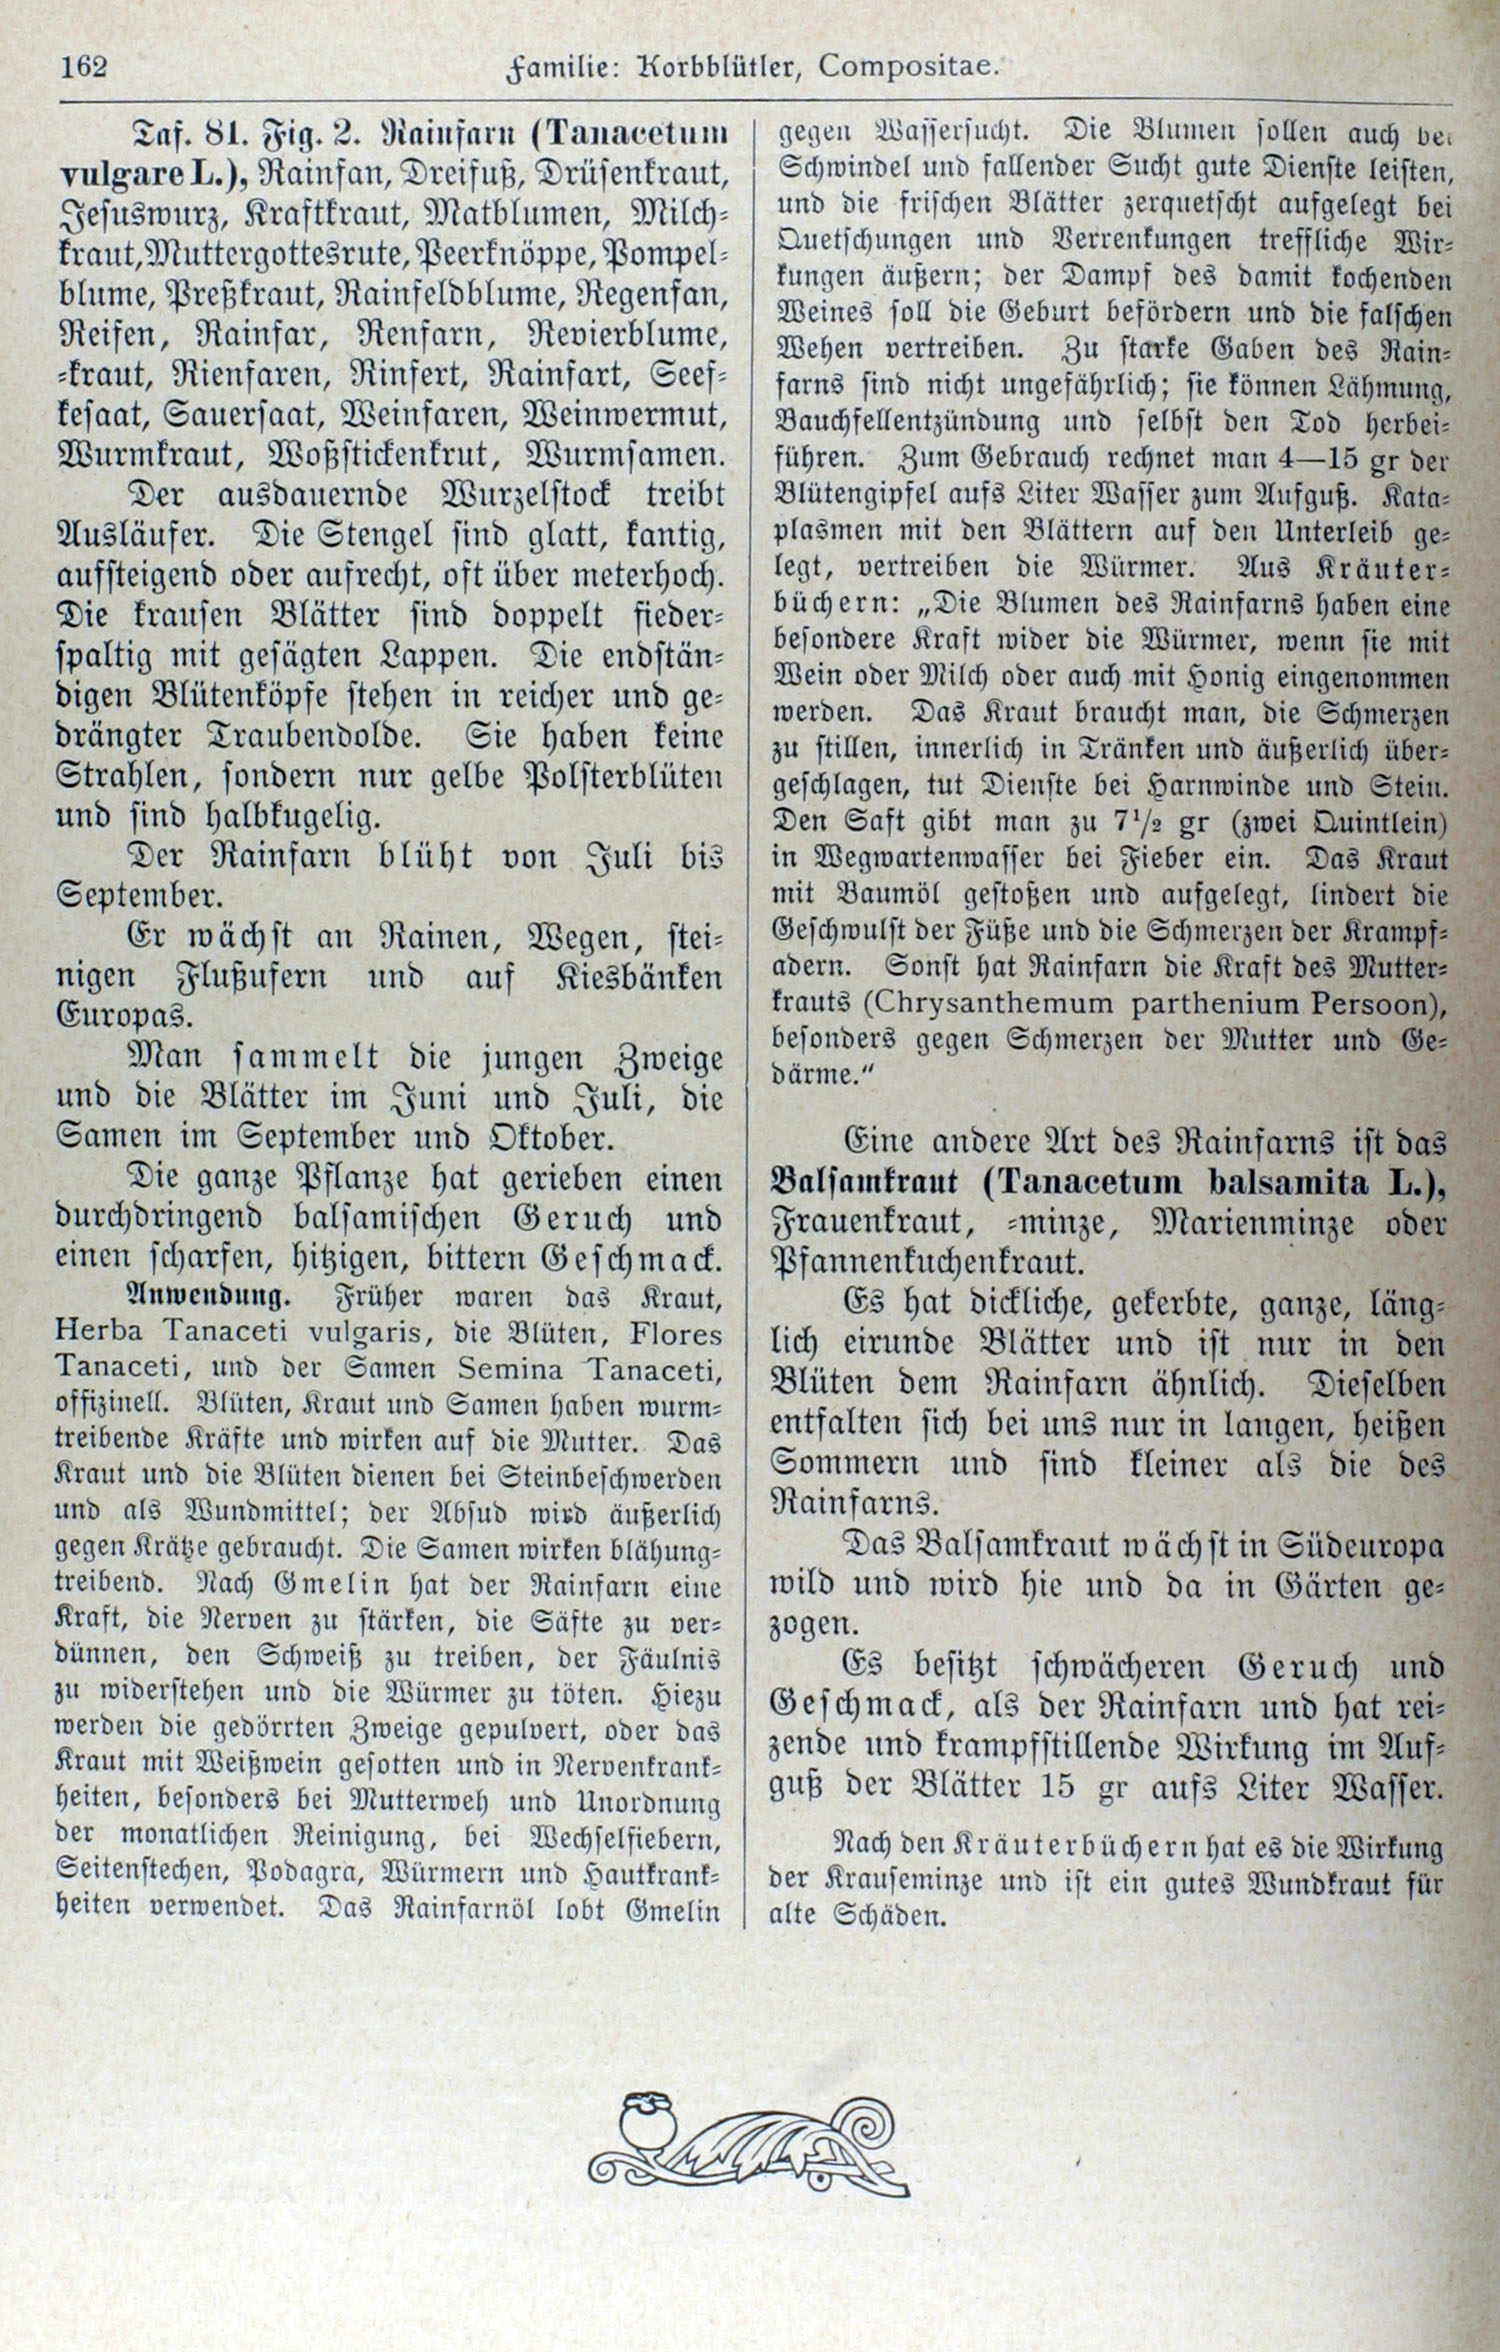 162
Familie: Korbblütler, Compositae.
Taf. 81. Fig. 2. Rainfarn (Tanacetum
vulgare L.), Rainfan, Dreifuß, Drüsenkraut,
Jesuswurz, Kraftkraut, Matblumen, Milch-
kraut, Muttergottesrute, Peerknöppe, Pompel-
blume, Preßkraut, Rainfeldblume, Regenfan,
Reifen, Rainfar, Renfarn, Revierblume,
-kraut, Rienfaren, Rinfert, Rainfart, Seef-
kesaat, Sauersaat, Weinfaren, Weinwermut,
Wurmkraut, Woßstickenkrut, Wurmsamen.
Der ausdauernde Wurzelstock treibt
Ausläufer. Die Stengel sind glatt, kantig,
aufsteigend oder aufrecht, oft über meterhoch.
Die krausen Blätter sind doppelt fieder-
spaltig mit gesägten Lappen. Die endstän-
digen Blütenköpfe stehen in reicher und ge-
drängter Traubendolde. Sie haben keine
Strahlen, sondern nur gelbe Polsterblüten
und sind halbkugelig.
Der Rainfarn blüht von Juli bis
September.
Er wächst an Rainen, Wegen, stei-
nigen Flußufern und auf Kiesbänken
Europas.
Man sammelt die jungen Zweige
und die Blätter im Juni und Juli, die
Samen im September und Oktober.
Die ganze Pflanze hat gerieben einen
durchdringend balsamischen Geruch und
einen scharfen, hitzigen, bittern Geschmack.
Anwendung. Früher waren das Kraut,
Herba Tanaceti vulgaris, die Blüten, Flores
Tanaceti, und der Samen Semina Tanaceti,
offizinell. Blüten, Kraut und Samen haben wurm-
treibende Kräfte und wirken auf die Mutter. Das
Kraut und die Blüten dienen bei Steinbeschwerden
und als Wundmittel; der Absud wird äußerlich
gegen Krätze gebraucht. Die Samen wirken blähung-
treibend. Nach Gmelin hat der Rainfarn eine
Kraft, die Nerven zu stärken, die Säfte zu ver-
dünnen, den Schweiß zu treiben, der Fäulnis
zu widerstehen und die Würmer zu töten. Hiezu
werden die gedörrten Zweige gepulvert, oder das
Kraut mit Weißwein gesotten und in Nervenkrank-
heiten, besonders bei Mutterweh und Unordnung
der monatlichen Reinigung, bei Wechselfiebern,
Seitenstechen, Podagra, Würmern und Hautkrank-
heiten verwendet. Das Rainfarnöl lobt Gmelin
gegen Wassersucht. Die Blumen sollen auch bei
Schwindel und fallender Sucht gute Dienste leisten,
und die frischen Blätter zerquetscht aufgelegt bei
Quetschungen und Verrenkungen treffliche Wir-
kungen äußern; der Dampf des damit kochenden
Weines soll die Geburt befördern und die falschen
Wehen vertreiben. Zu starke Gaben des Rain-
farns sind nicht ungefährlich; sie können Lähmung,
Bauchfellentzündung und selbst den Tod herbei-
führen. Zum Gebrauch rechnet man 4—15 gr der
Blütengipfel aufs Liter Wasser zum Aufguß. Kata-
plasmen mit den Blättern auf den Unterleib ge-
legt, vertreiben die Würmer. Aus Kräuter-
büchern: „Die Blumen des Rainfarns haben eine
besondere Kraft wider die Würmer, wenn sie mit
Wein oder Milch oder auch mit Honig eingenommen
werden. Das Kraut braucht man, die Schmerzen
zu stillen, innerlich in Tränken und äußerlich über-
geschlagen, tut Dienste bei Harnwinde und Stein.
Den Saft gibt man zu 7½ gr (zwei Quintlein)
in Wegwartenwasser bei Fieber ein. Das Kraut
mit Baumöl gestoßen und aufgelegt, lindert die
Geschwulst der Füße und die Schmerzen der Krampf-
adern. Sonst hat Rainfarn die Kraft des Mutter-
krauts (Chrysanthemum parthenium Persoon),
besonders gegen Schmerzen der Mutter und Ge-
därme.“
Eine andere Art des Rainfarns ist das
Balsamkraut (Tanacetum balsamita L.),
Frauenkraut, -minze, Marienminze oder
Pfannenkuchenkraut.
Es hat dickliche, gekerbte, ganze, läng-
lich eirunde Blätter und ist nur in den
Blüten dem Rainfarn ähnlich. Dieselben
entfalten sich bei uns nur in langen, heißen
Sommern und sind kleiner als die des
Rainfarns.
Das Balsamkraut wächst in Südeuropa
wild und wird hie und da in Gärten ge-
zogen.
Es besitzt schwächeren Geruch und
Geschmack, als der Rainfarn und hat rei-
zende und krampfstillende Wirkung im Auf-
guß der Blätter 15 gr aufs Liter Wasser.
Nach den Kräuterbüchern hat es die Wirkung
der Krauseminze und ist ein gutes Wundkraut für
alte Schäden.